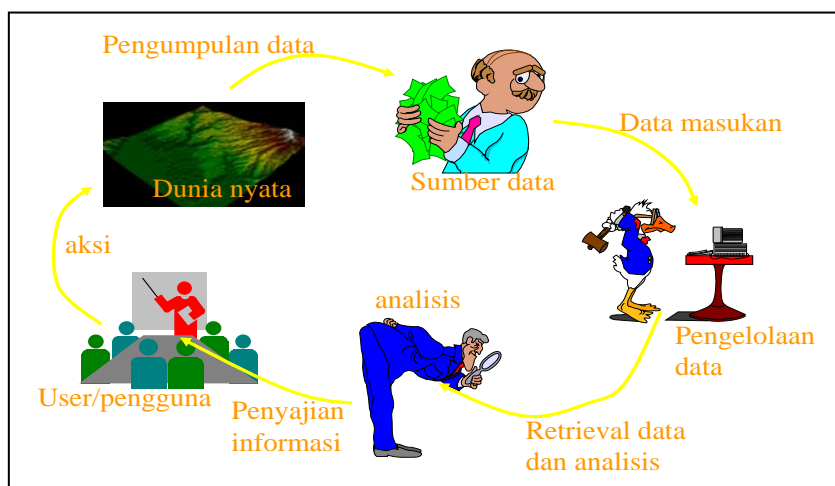 Pengumpulan data
Dunia nyata
Sumber data
Data masukan
Pengelolaan
data
Retrieval data
dan analisis
analisis
Penyajian
informasi
User/pengguna
aksi